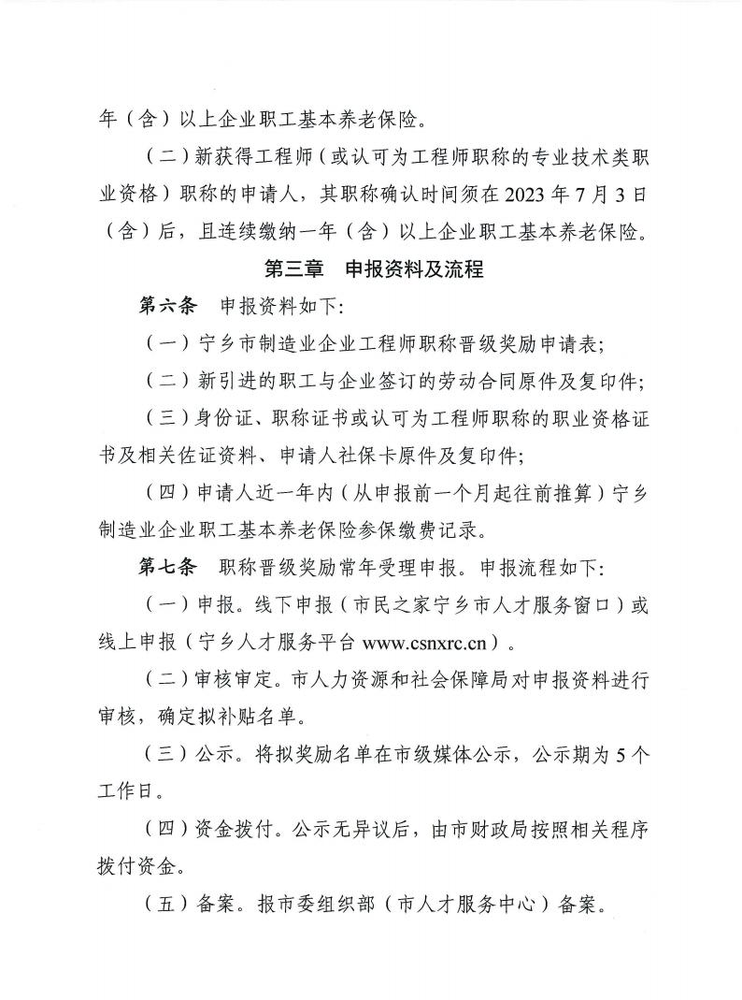 年（含）以上企业职工基本养老保险。
（二）新获得工程师（或认可为工程师职称的专业技术类职
业资格）职称的申请人，其职称确认时间须在 2023 年 7 月 3 日
（含）后，且连续缴纳一年（含）以上企业职工基本养老保险。
第三章　申报资料及流程
第六条　申报资料如下：
（一）宁乡市制造业企业工程师职称晋级奖励申请表；
（二）新引进的职工与企业签订的劳动合同原件及复印件；
（三）身份证、职称证书或认可为工程师职称的职业资格证
书及相关佐证资料、申请人社保卡原件及复印件；
（四）申请人近一年内（从申报前一个月起往前推算）宁乡
制造业企业职工基本养老保险参保缴费记录。
第七条　职称晋级奖励常年受理申报。申报流程如下：
（一）申报。线下申报（市民之家宁乡市人才服务窗口）或
线上申报（宁乡人才服务平台 www.csnxrc.cn）。
（二）审核审定。市人力资源和社会保障局对申报资料进行
审核，确定拟补贴名单。
（三）公示。将拟奖励名单在市级媒体公示，公示期为 5 个
工作日。
（四）资金拨付。公示无异议后，由市财政局按照相关程序
拨付资金。
（五）备案。报市委组织部（市人才服务中心）备案。